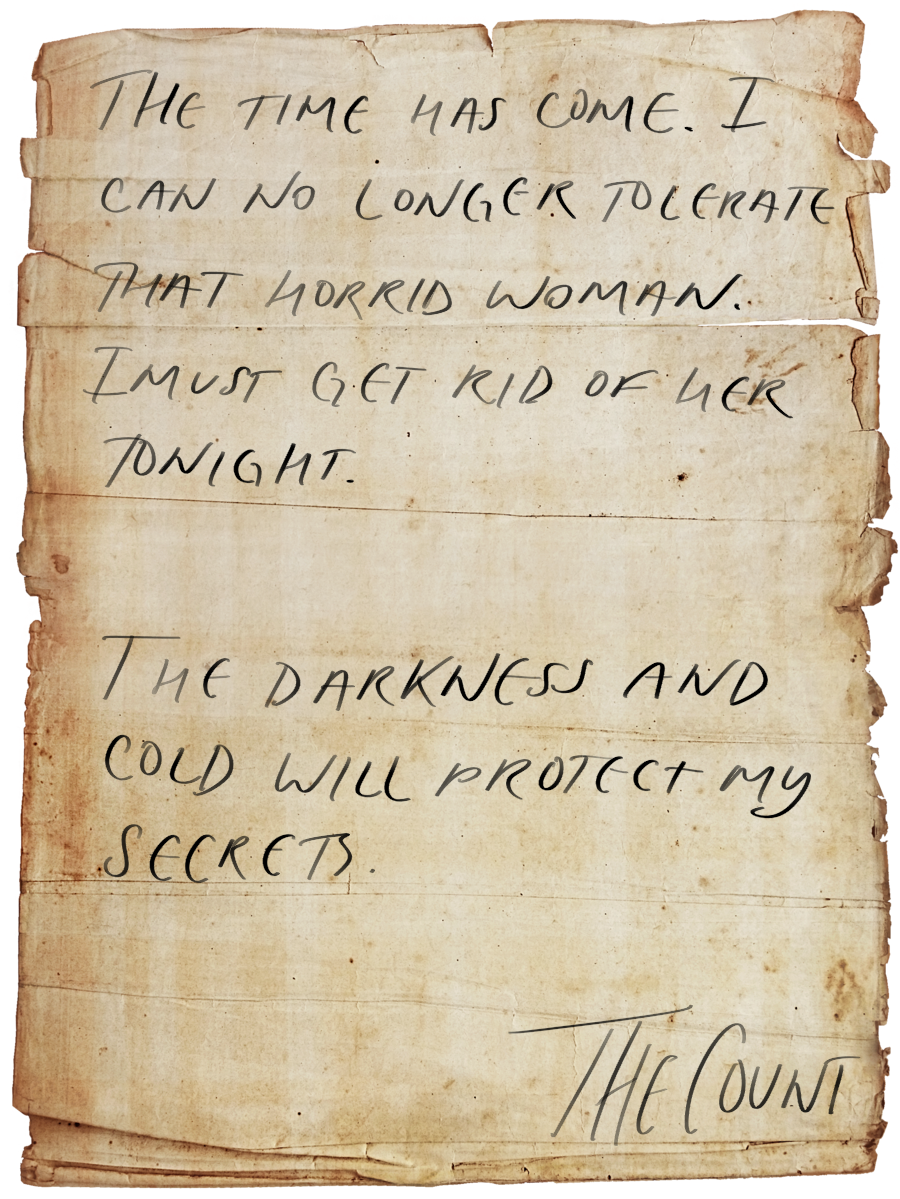 THE TIME HAS COME. I
CAN NO LONGER TOLERATE
THAT HORRID WOMAN.
I MUST GET RID OF HER
TONIGHT.
THE DARKNESS AND
COLD WILL PROTECT MY
SECRETS.
THE COUNT